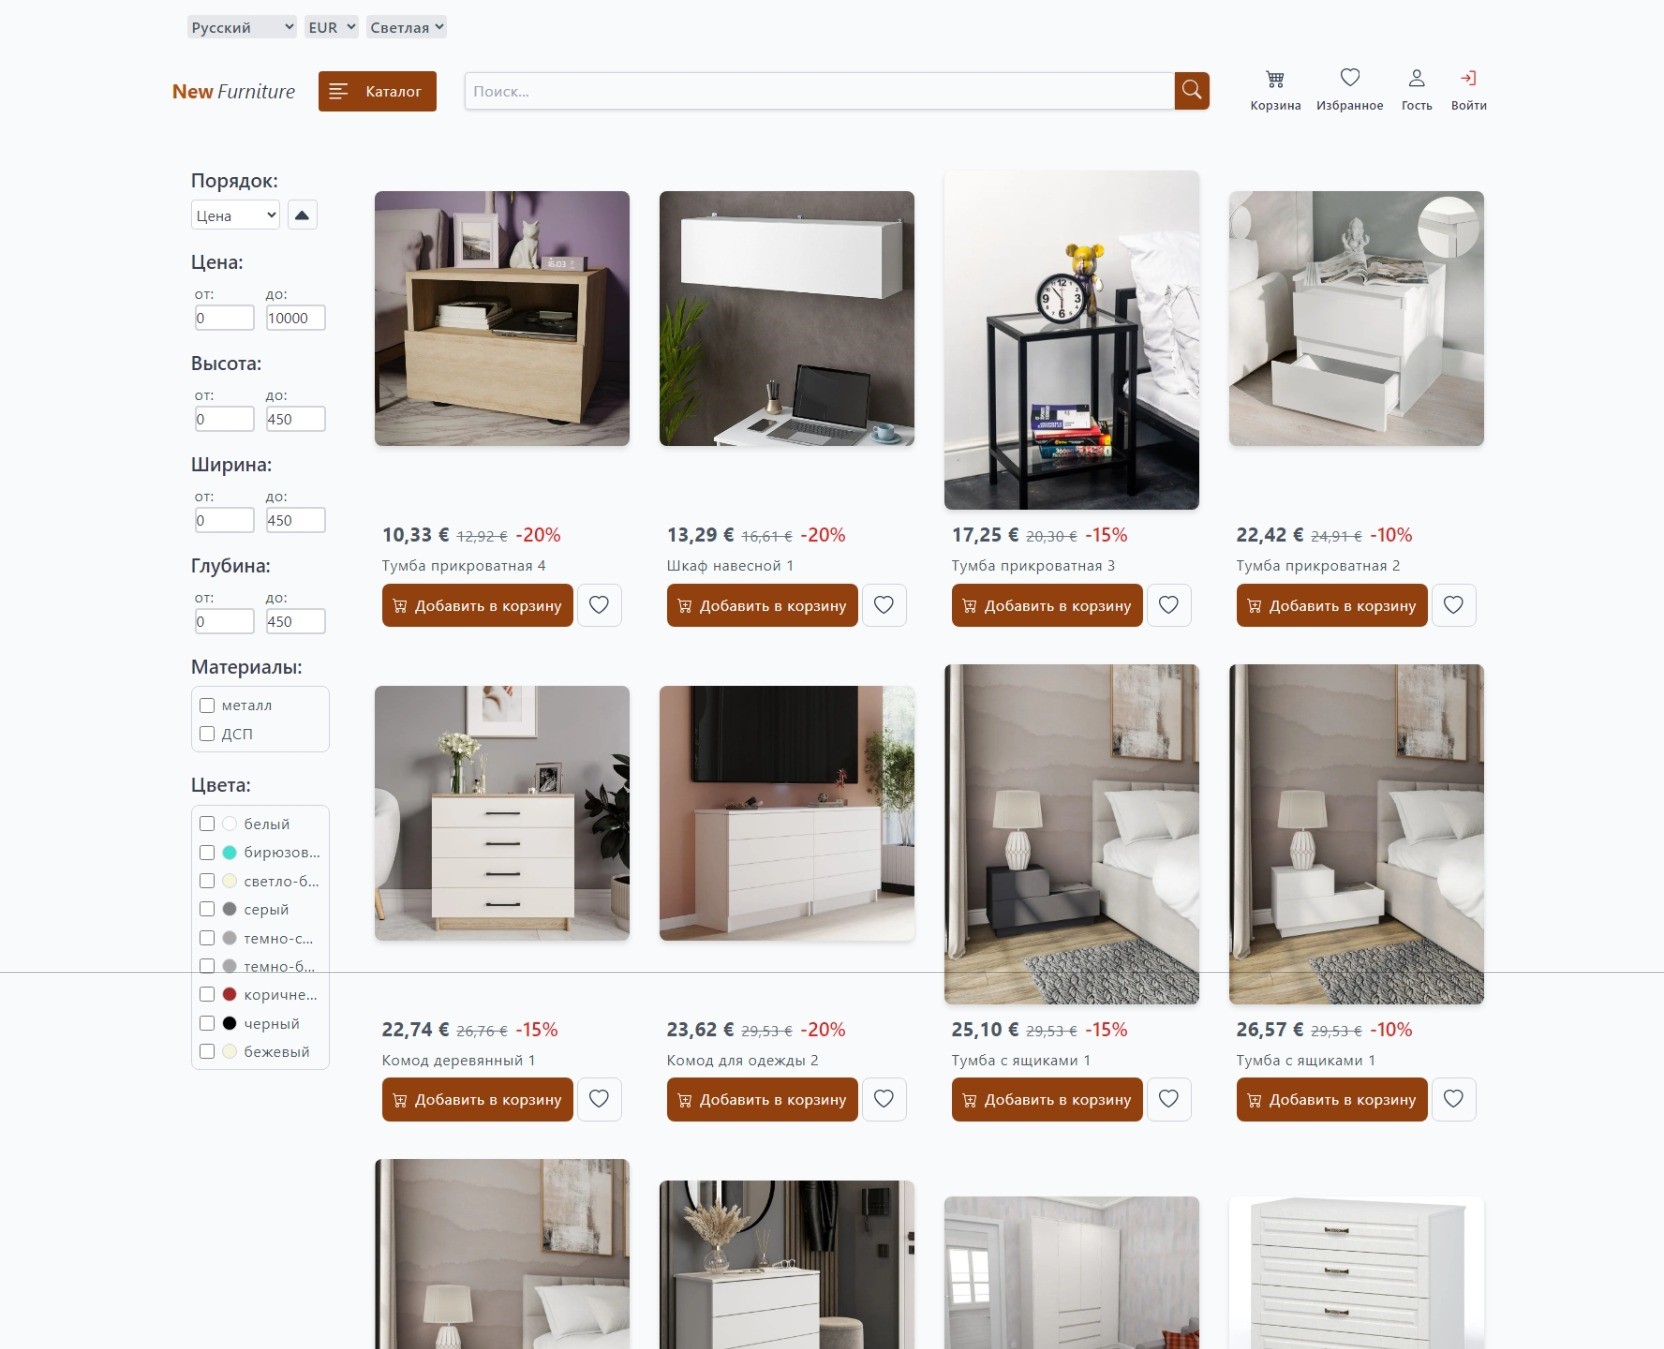 Русский EUR Светлая
New Furniture Каталог Поиск... Корзина Избранное Гость Войти
Порядок:
Цена
Цена:
от: до:
0 10000
Высота:
от: до:
0 450
Ширина:
от: до:
0 450
Глубина:
от: до:
0 450
Материалы:
металл
ДСП
Цвета:
белый
бирюзов...
светло-б...
серый
темно-с...
темно-б...
коричне...
черный
бежевый
10,33 € 12,92 € -20%
Тумба прикроватная 4
Добавить в корзину
13,29 € 16,61 € -20%
Шкаф навесной 1
Добавить в корзину
17,25 € 20,30 € -15%
Тумба прикроватная 3
Добавить в корзину
22,42 € 24,91 € -10%
Тумба прикроватная 2
Добавить в корзину
22,74 € 26,76 € -15%
Комод деревянный 1
Добавить в корзину
23,62 € 29,53 € -20%
Комод для одежды 2
Добавить в корзину
25,10 € 29,53 € -15%
Тумба с ящиками 1
Добавить в корзину
26,57 € 29,53 € -10%
Тумба с ящиками 1
Добавить в корзину